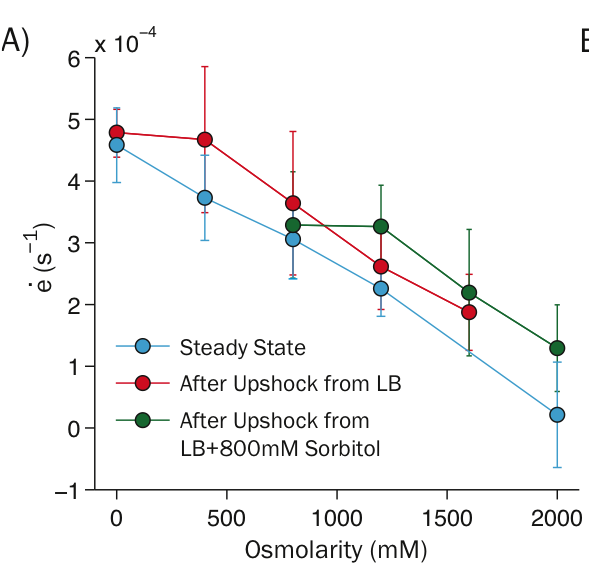 A)
E
x 10⁻⁴
6
5
4
3
2
1
0
−1
ė (s⁻¹)
Steady State
After Upshock from LB
After Upshock from
LB+800mM Sorbitol
0 500 1000 1500 2000
Osmolarity (mM)